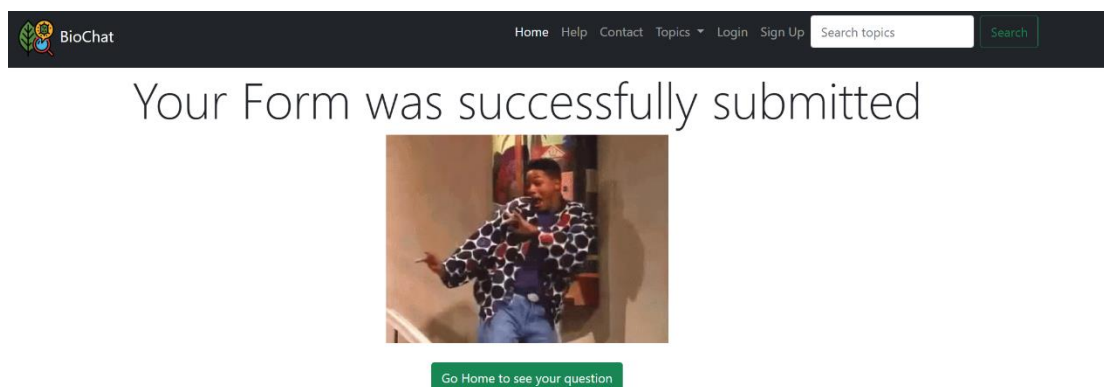 BioChat Home Help Contact Topics Login Sign Up Search topics Search
Your Form was successfully submitted
Go Home to see your question